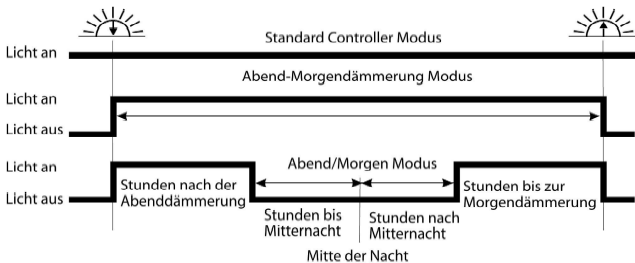 Standard Controller Modus
Licht an
Abend-Morgendämmerung Modus
Licht an
Licht aus
Licht an
Abend/Morgen Modus
Licht aus
Stunden nach der
Abenddämmerung
Stunden bis
Mitternacht
Stunden nach
Mitternacht
Stunden bis zur
Morgendämmerung
Mitte der Nacht